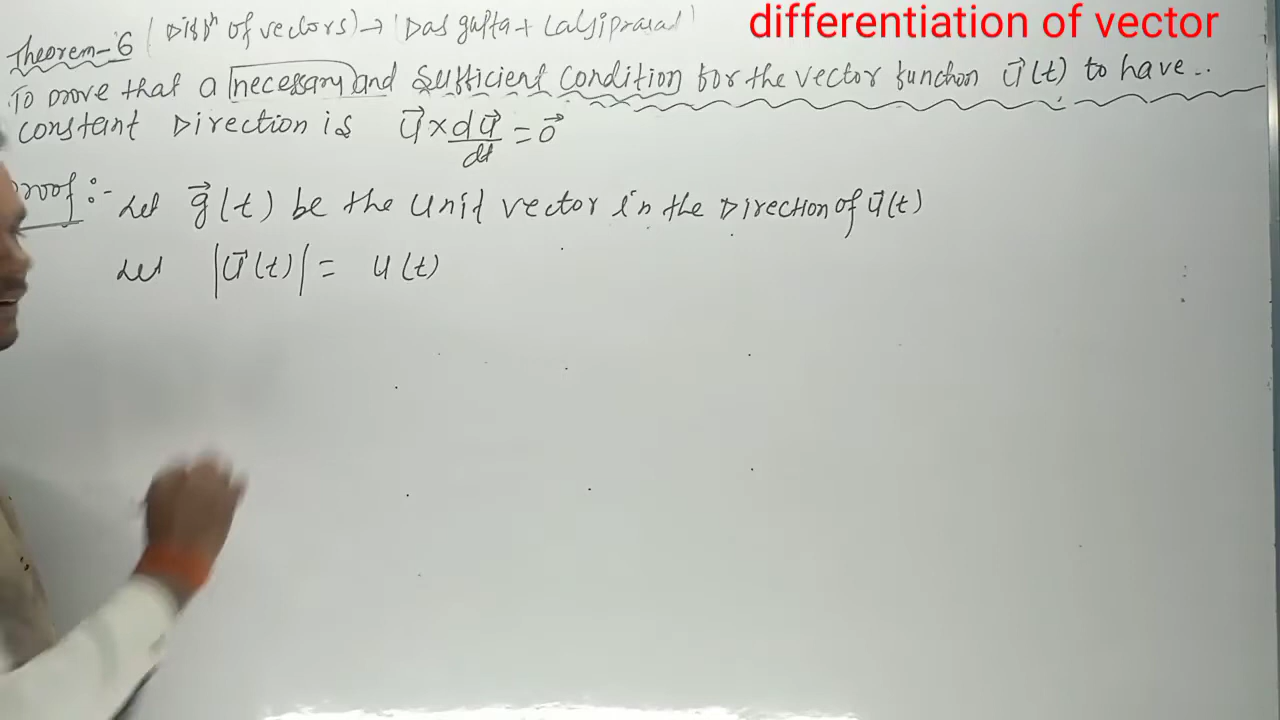 differentiation of vector
Theorem-6 (Diffn of vectors) → (Das gupta + Laljiprasad)
To prove that a necessary and Sufficient Condition for the vector function u⃗(t) to have..
constant Direction is u⃗ × du⃗/dt = 0⃗
Proof :- Let g⃗(t) be the Unit vector in the Direction of u⃗(t)
Let |u⃗(t)| = u(t)